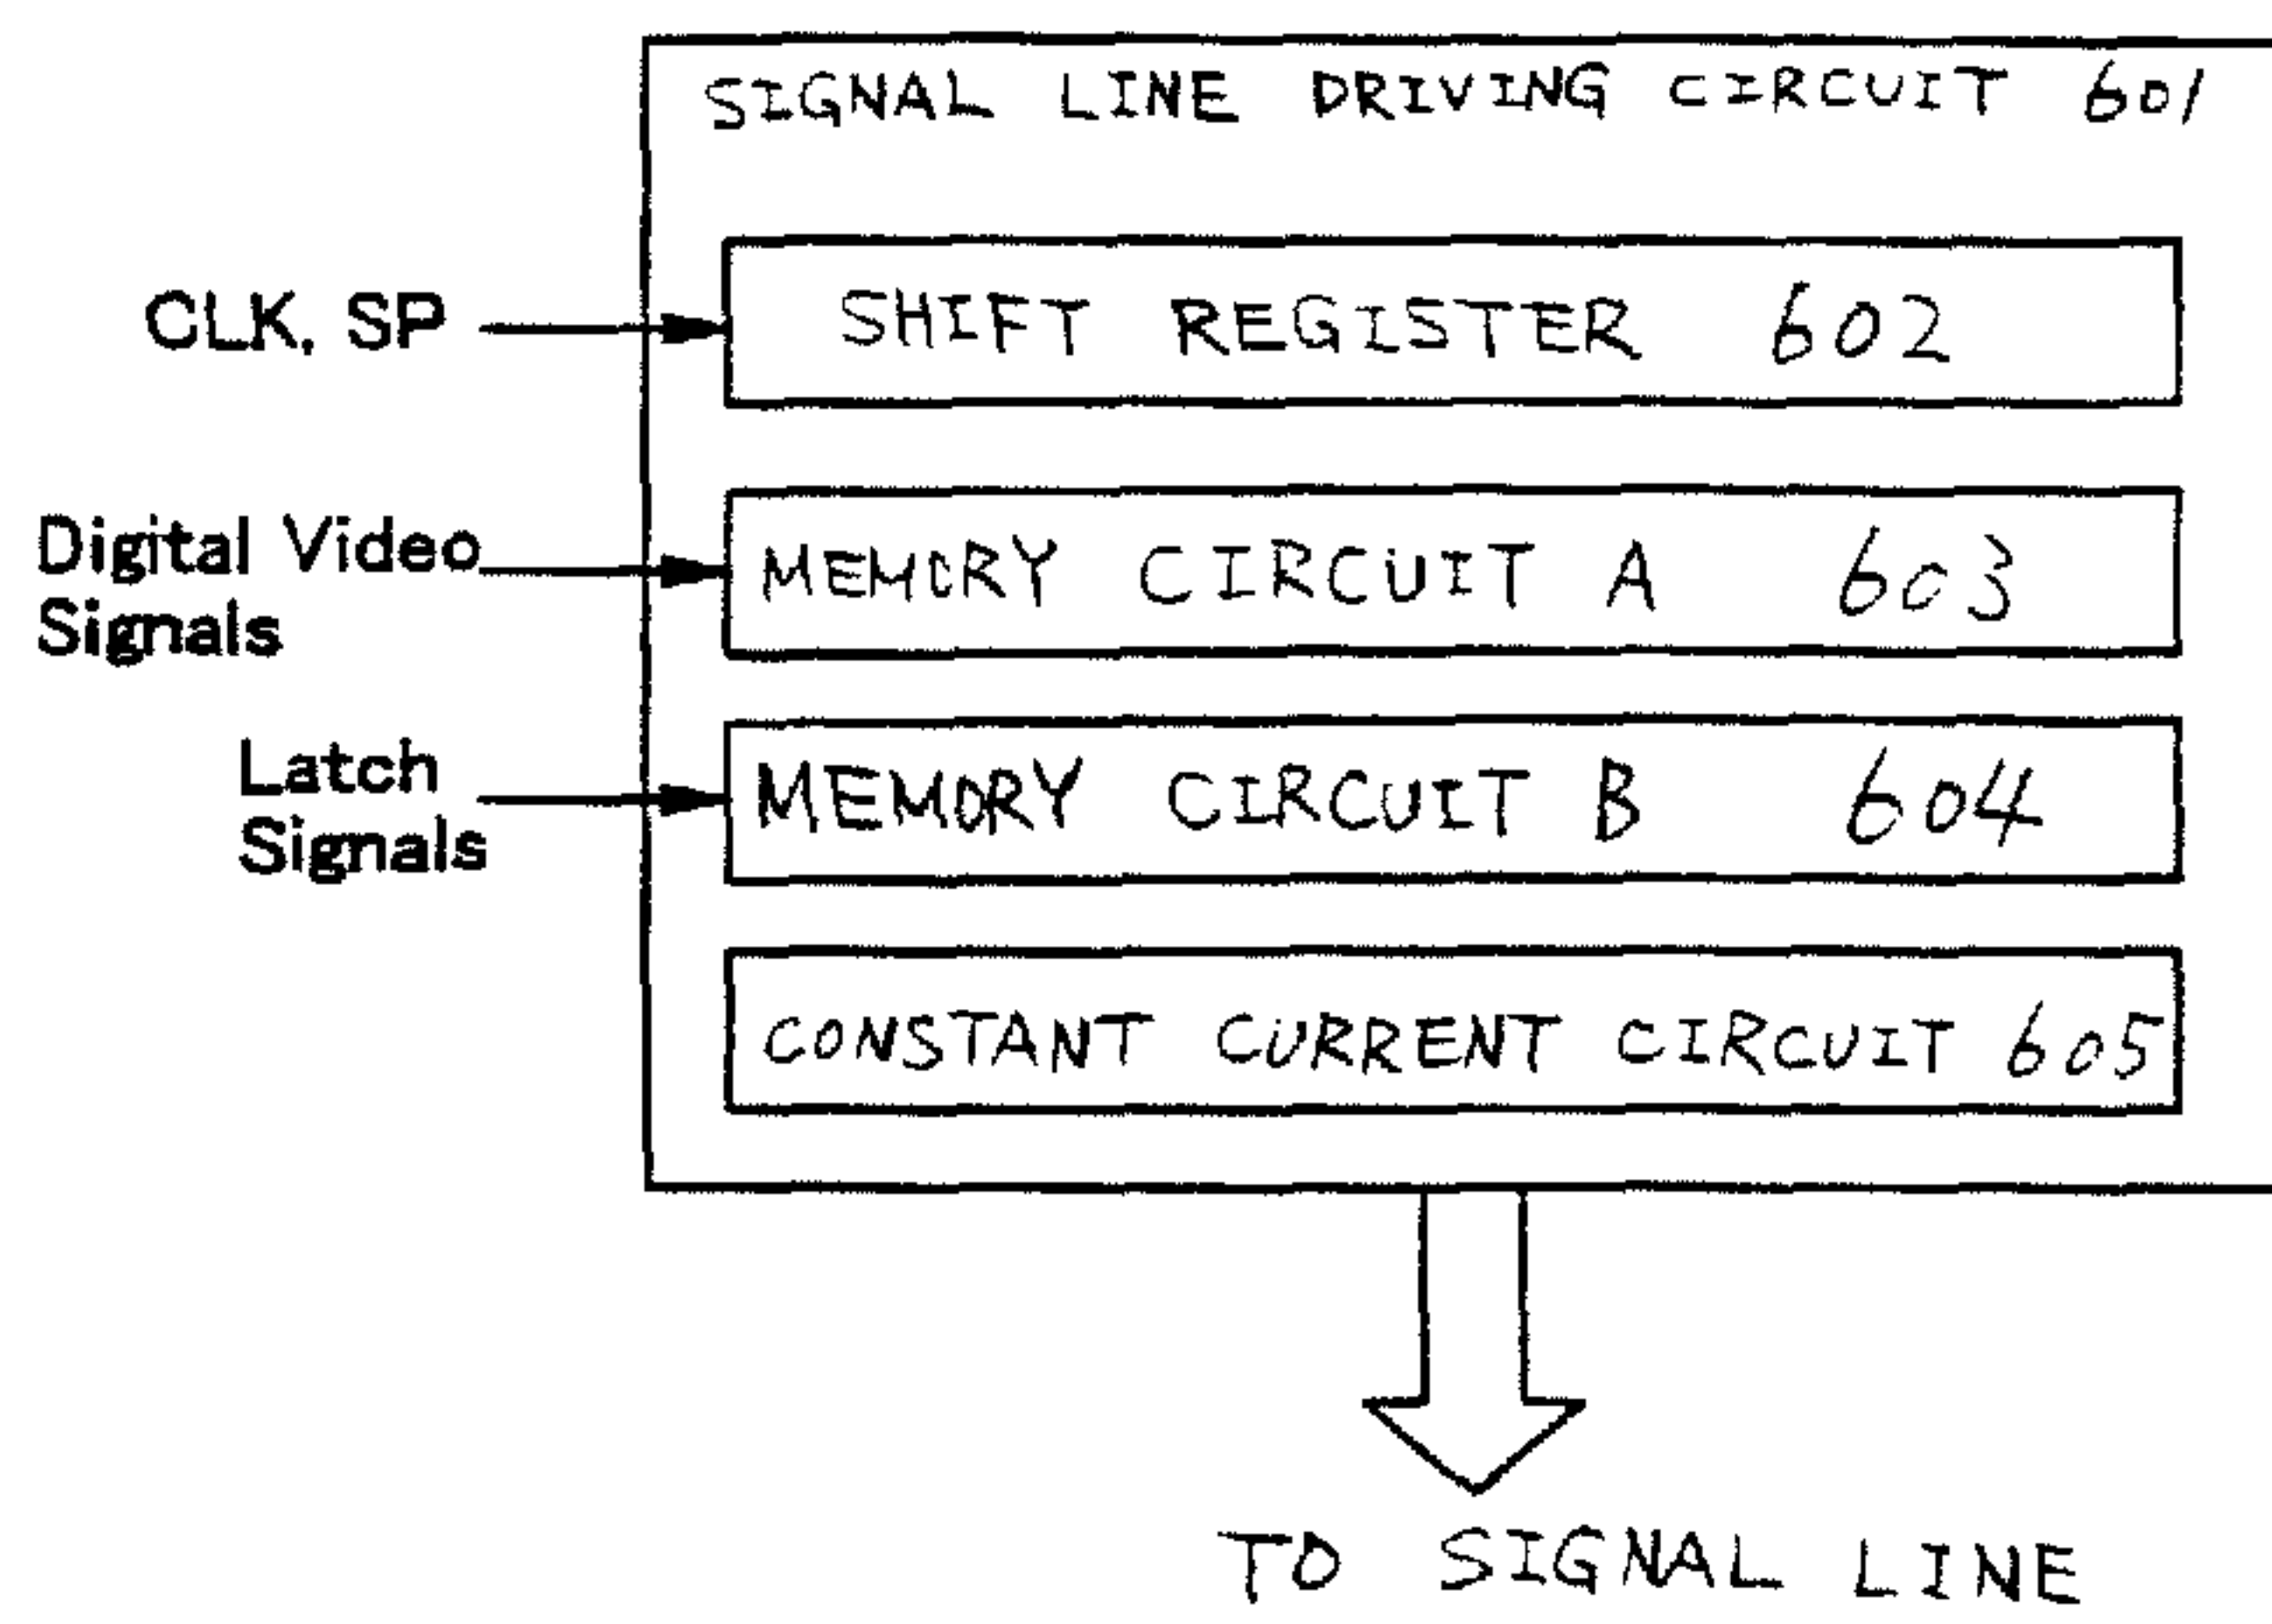 SIGNAL LINE DRIVING CIRCUIT 601
CLK. SP
SHIFT REGISTER 602
Digital Video
Signals
MEMORY CIRCUIT A 603
Latch
Signals
MEMORY CIRCUIT B 604
CONSTANT CURRENT CIRCUIT 605
TO SIGNAL LINE